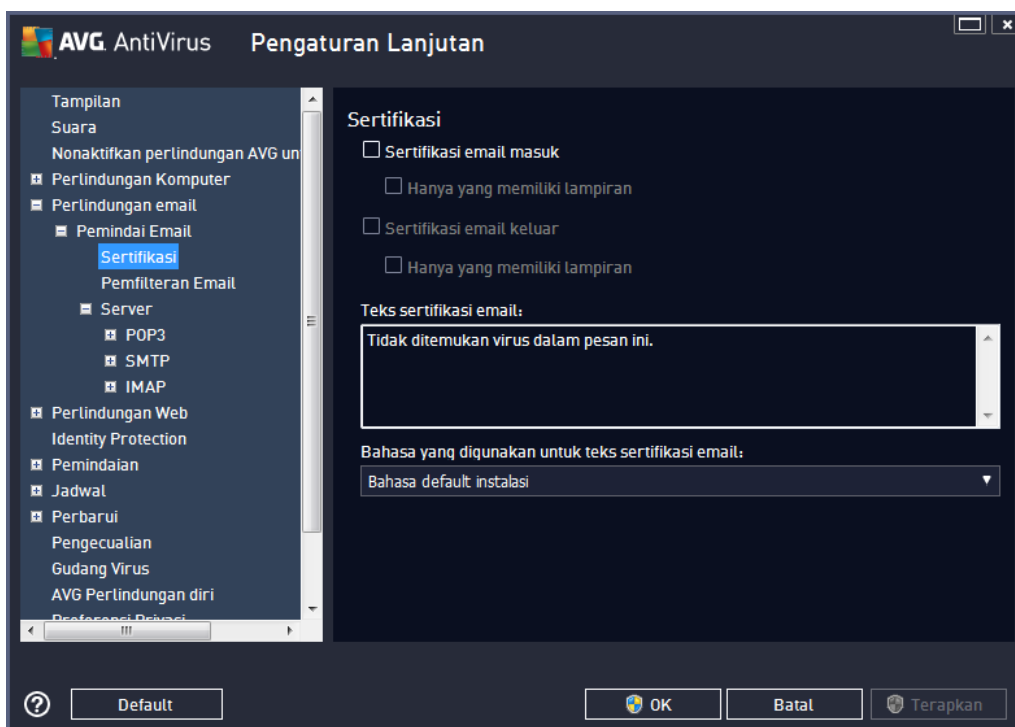 AVG. AntiVirus Pengaturan Lanjutan
Tampilan
Suara
Nonaktifkan perlindungan AVG un
Perlindungan Komputer
Perlindungan email
Pemindai Email
Sertifikasi
Pemfilteran Email
Server
POP3
SMTP
IMAP
Perlindungan Web
Identity Protection
Pemindaian
Jadwal
Perbarui
Pengecualian
Gudang Virus
AVG Perlindungan diri
Preferensi Privasi
Sertifikasi
Sertifikasi email masuk
Hanya yang memiliki lampiran
Sertifikasi email keluar
Hanya yang memiliki lampiran
Teks sertifikasi email:
Tidak ditemukan virus dalam pesan ini.
Bahasa yang digunakan untuk teks sertifikasi email:
Bahasa default instalasi
Default
OK
Batal
Terapkan